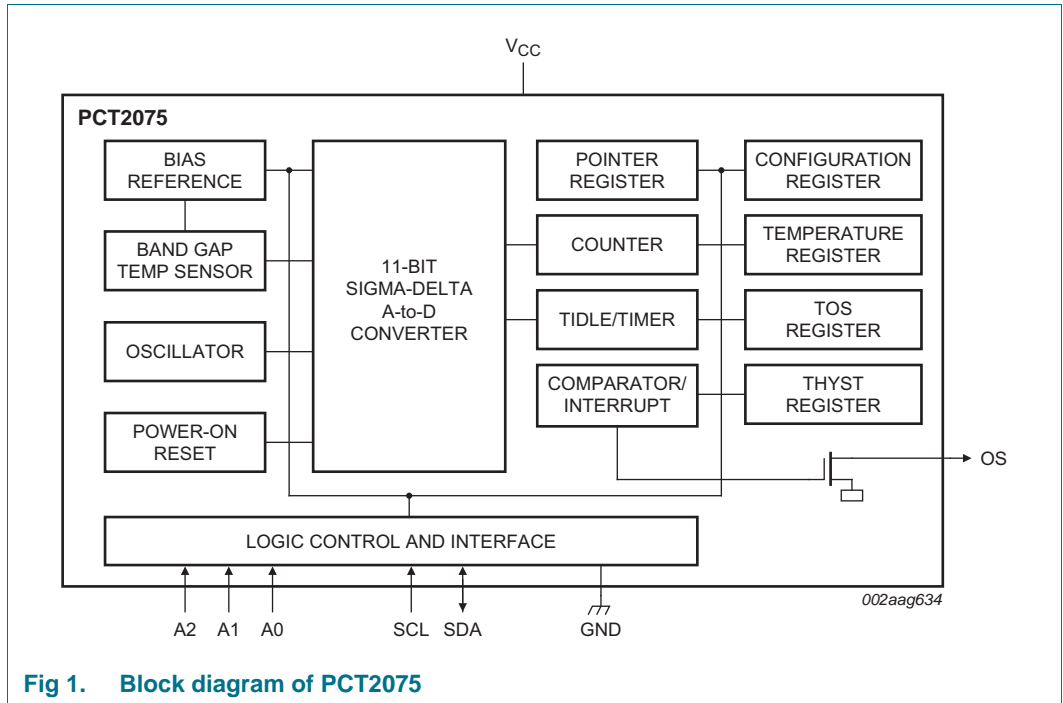 VCC
PCT2075
BIAS
REFERENCE
BAND GAP
TEMP SENSOR
OSCILLATOR
POWER-ON
RESET
11-BIT
SIGMA-DELTA
A-to-D
CONVERTER
POINTER
REGISTER
COUNTER
TIDLE/TIMER
COMPARATOR/
INTERRUPT
CONFIGURATION
REGISTER
TEMPERATURE
REGISTER
TOS
REGISTER
THYST
REGISTER
OS
LOGIC CONTROL AND INTERFACE
002aag634
A2 A1 A0 SCL SDA GND
Fig 1. Block diagram of PCT2075